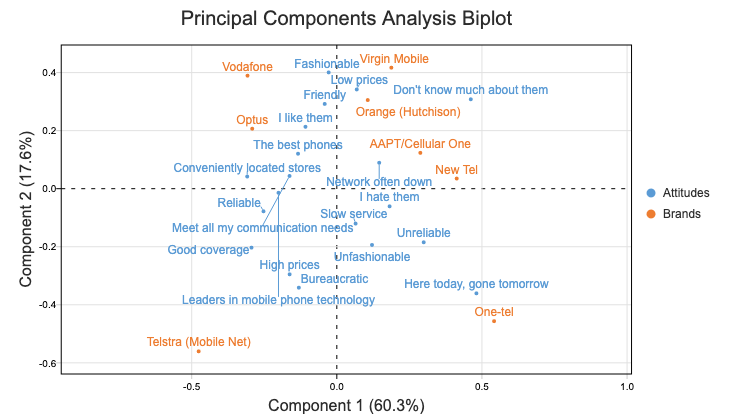 Principal Components Analysis Biplot
Component 2 (17.6%)
0.4
0.2
0.0
-0.2
-0.4
-0.6
Fashionable
Virgin Mobile
Vodafone
Low prices
Don't know much about them
Friendly
Orange (Hutchison)
Optus
I like them
The best phones
AAPT/Cellular One
Conveniently located stores
New Tel
Network often down
I hate them
Reliable
Slow service
Meet all my communication needs
Unreliable
Good coverage
Unfashionable
High prices
Bureaucratic
Here today, gone tomorrow
Leaders in mobile phone technology
One-tel
Telstra (Mobile Net)
-0.5
0.0
0.5
1.0
Component 1 (60.3%)
Attitudes
Brands